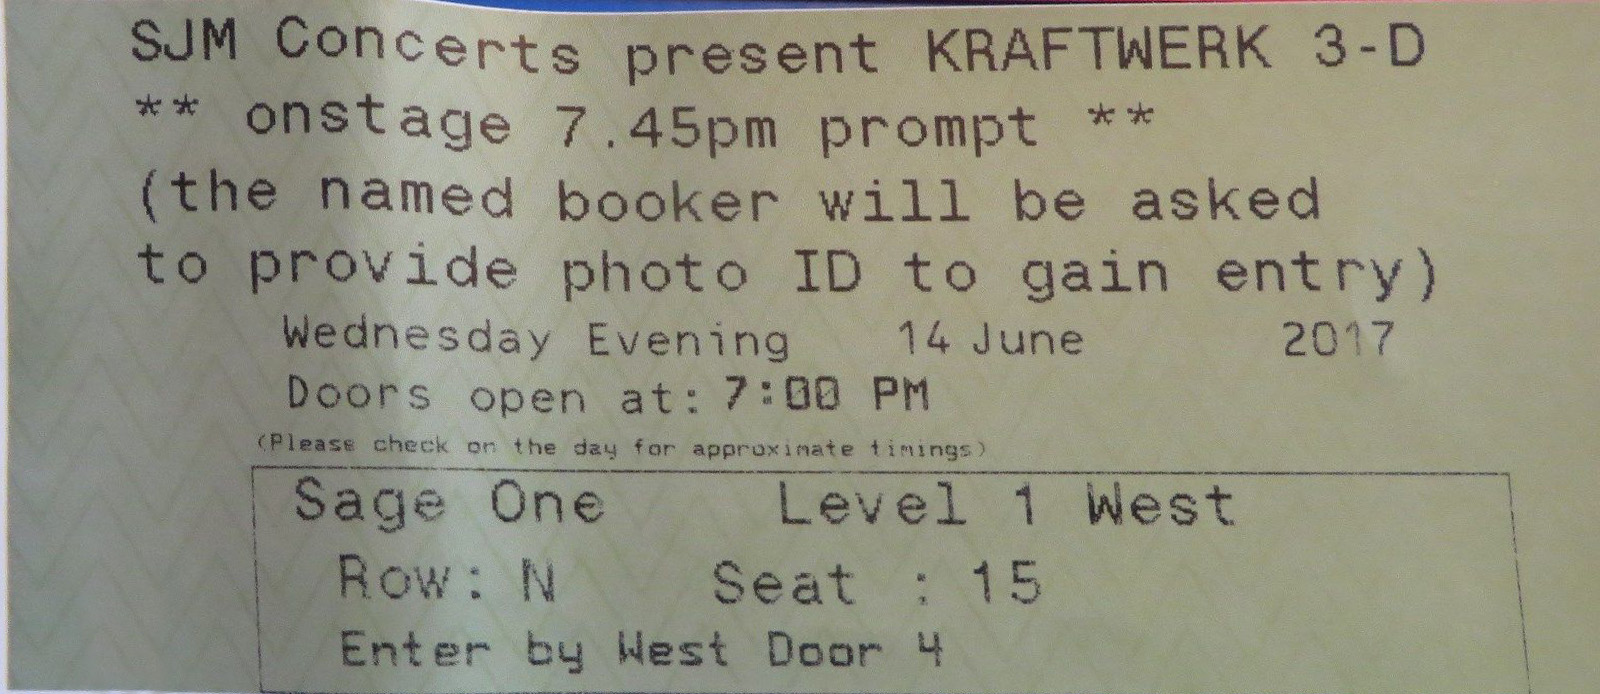 SJM Concerts present KRAFTWERK 3-D
** onstage 7.45pm prompt **
(the named booker will be asked
to provide photo ID to gain entry)
Wednesday Evening 14 June 2017
Doors open at: 7:00 PM
(Please check on the day for approximate timings)
Sage One Level 1 West
Row: N Seat : 15
Enter by West Door 4